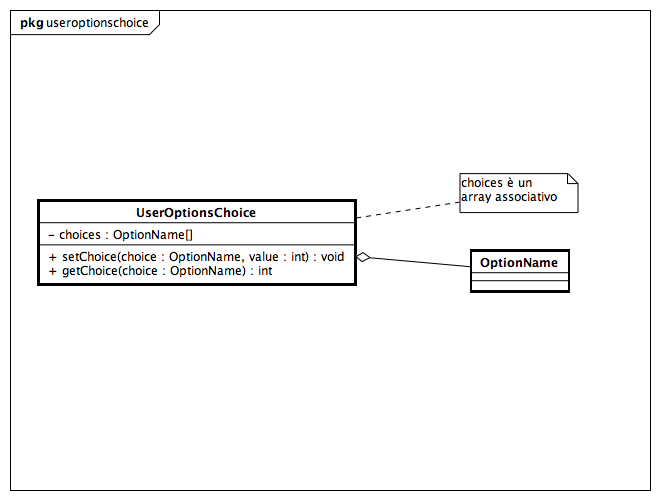 pkg useroptionschoice
choices è un
array associativo
UserOptionsChoice
− choices : OptionName[]
+ setChoice(choice : OptionName, value : int) : void
+ getChoice(choice : OptionName) : int
OptionName